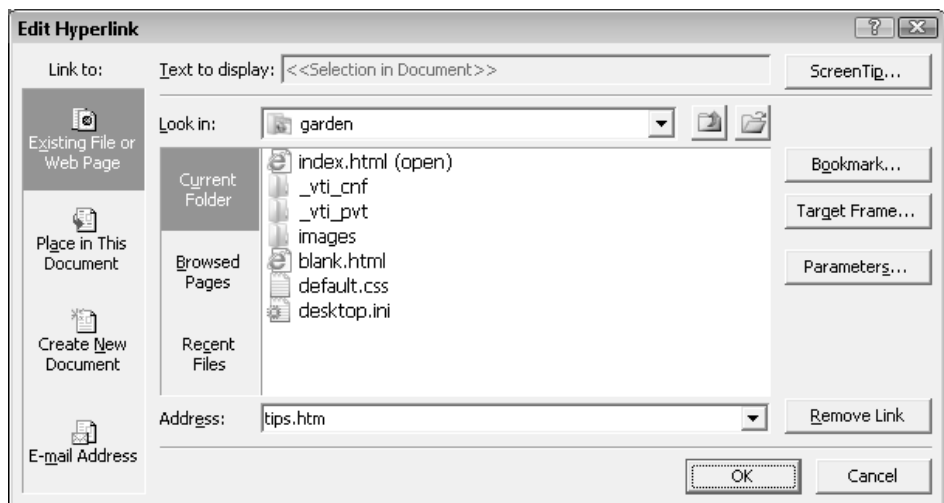 Edit Hyperlink
Link to:
Text to display: <<Selection in Document>>
ScreenTip...
Existing File or
Web Page
Look in: garden
Current
Folder
index.html (open)
_vti_cnf
_vti_pvt
images
blank.html
default.css
desktop.ini
Bookmark...
Target Frame...
Parameters...
Place in This
Document
Browsed
Pages
Create New
Document
Recent
Files
E-mail Address
Address: tips.htm
Remove Link
OK
Cancel